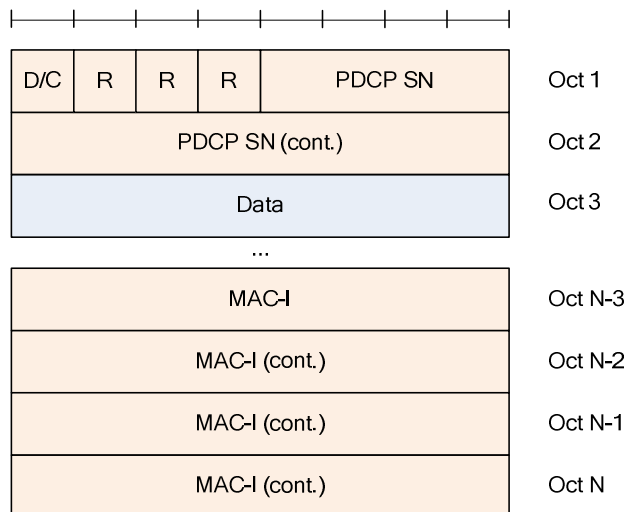 D/C R R R PDCP SN Oct 1
PDCP SN (cont.) Oct 2
Data Oct 3
...
MAC-I Oct N-3
MAC-I (cont.) Oct N-2
MAC-I (cont.) Oct N-1
MAC-I (cont.) Oct N